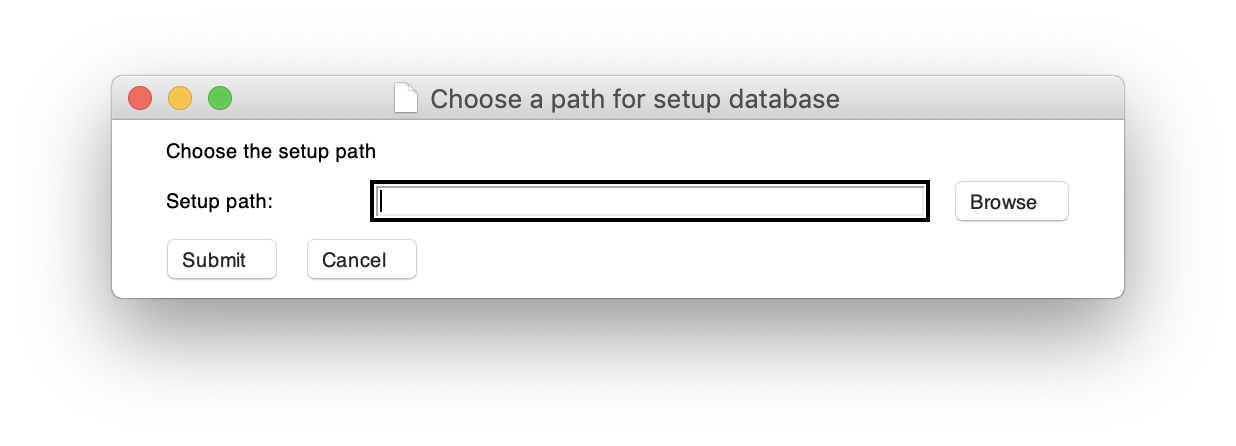 Choose a path for setup database
Choose the setup path
Setup path:
Browse
Submit
Cancel